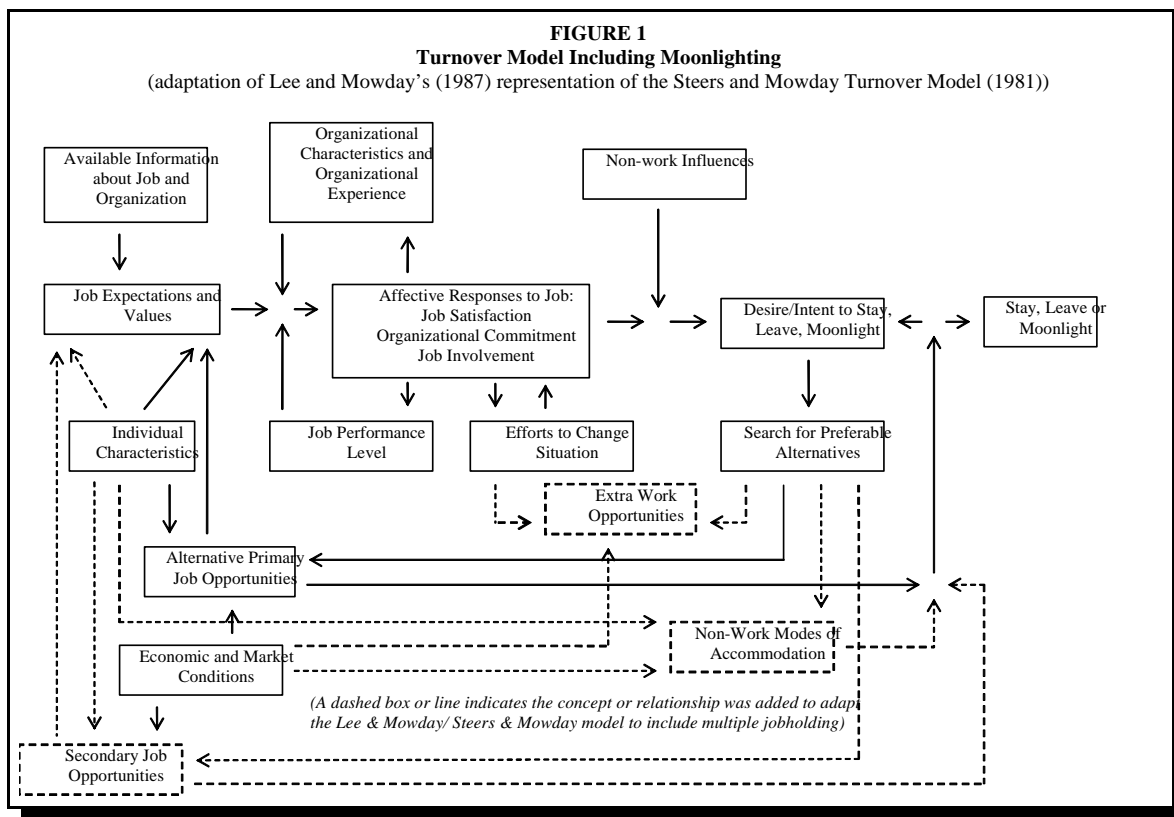 FIGURE 1
Turnover Model Including Moonlighting
(adaptation of Lee and Mowday's (1987) representation of the Steers and Mowday Turnover Model (1981))
Available Information
about Job and
Organization
Organizational
Characteristics and
Organizational
Experience
Non-work Influences
Job Expectations and
Values
Affective Responses to Job:
Job Satisfaction
Organizational Commitment
Job Involvement
Desire/Intent to Stay,
Leave, Moonlight
Stay, Leave or
Moonlight
Individual
Characteristics
Job Performance
Level
Efforts to Change
Situation
Search for Preferable
Alternatives
Extra Work
Opportunities
Alternative Primary
Job Opportunities
Non-Work Modes of
Accommodation
Economic and Market
Conditions
(A dashed box or line indicates the concept or relationship was added to adapt
the Lee & Mowday/ Steers & Mowday model to include multiple jobholding)
Secondary Job
Opportunities